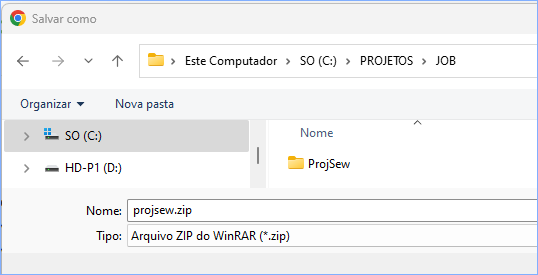 Salvar como
Este Computador > SO (C:) > PROJETOS > JOB
Organizar Nova pasta
SO (C:)
HD-P1 (D:)
Nome
ProjSew
Nome: projsew.zip
Tipo: Arquivo ZIP do WinRAR (*.zip)